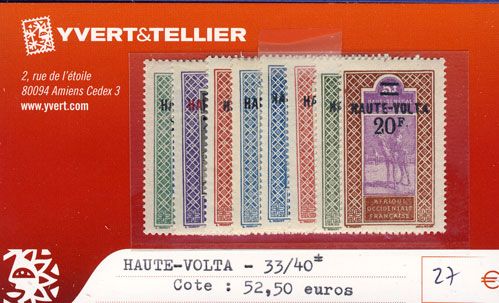 YVERT&TELLIER
2, rue de l'étoile
80094 Amiens Cedex 3
www.yvert.com
HAUTE-VOLTA
20F
AFRIQUE
OCCIDENTALE
FRANÇAISE
HAUTE-VOLTA - 33/40*
Cote : 52,50 euros
27 €